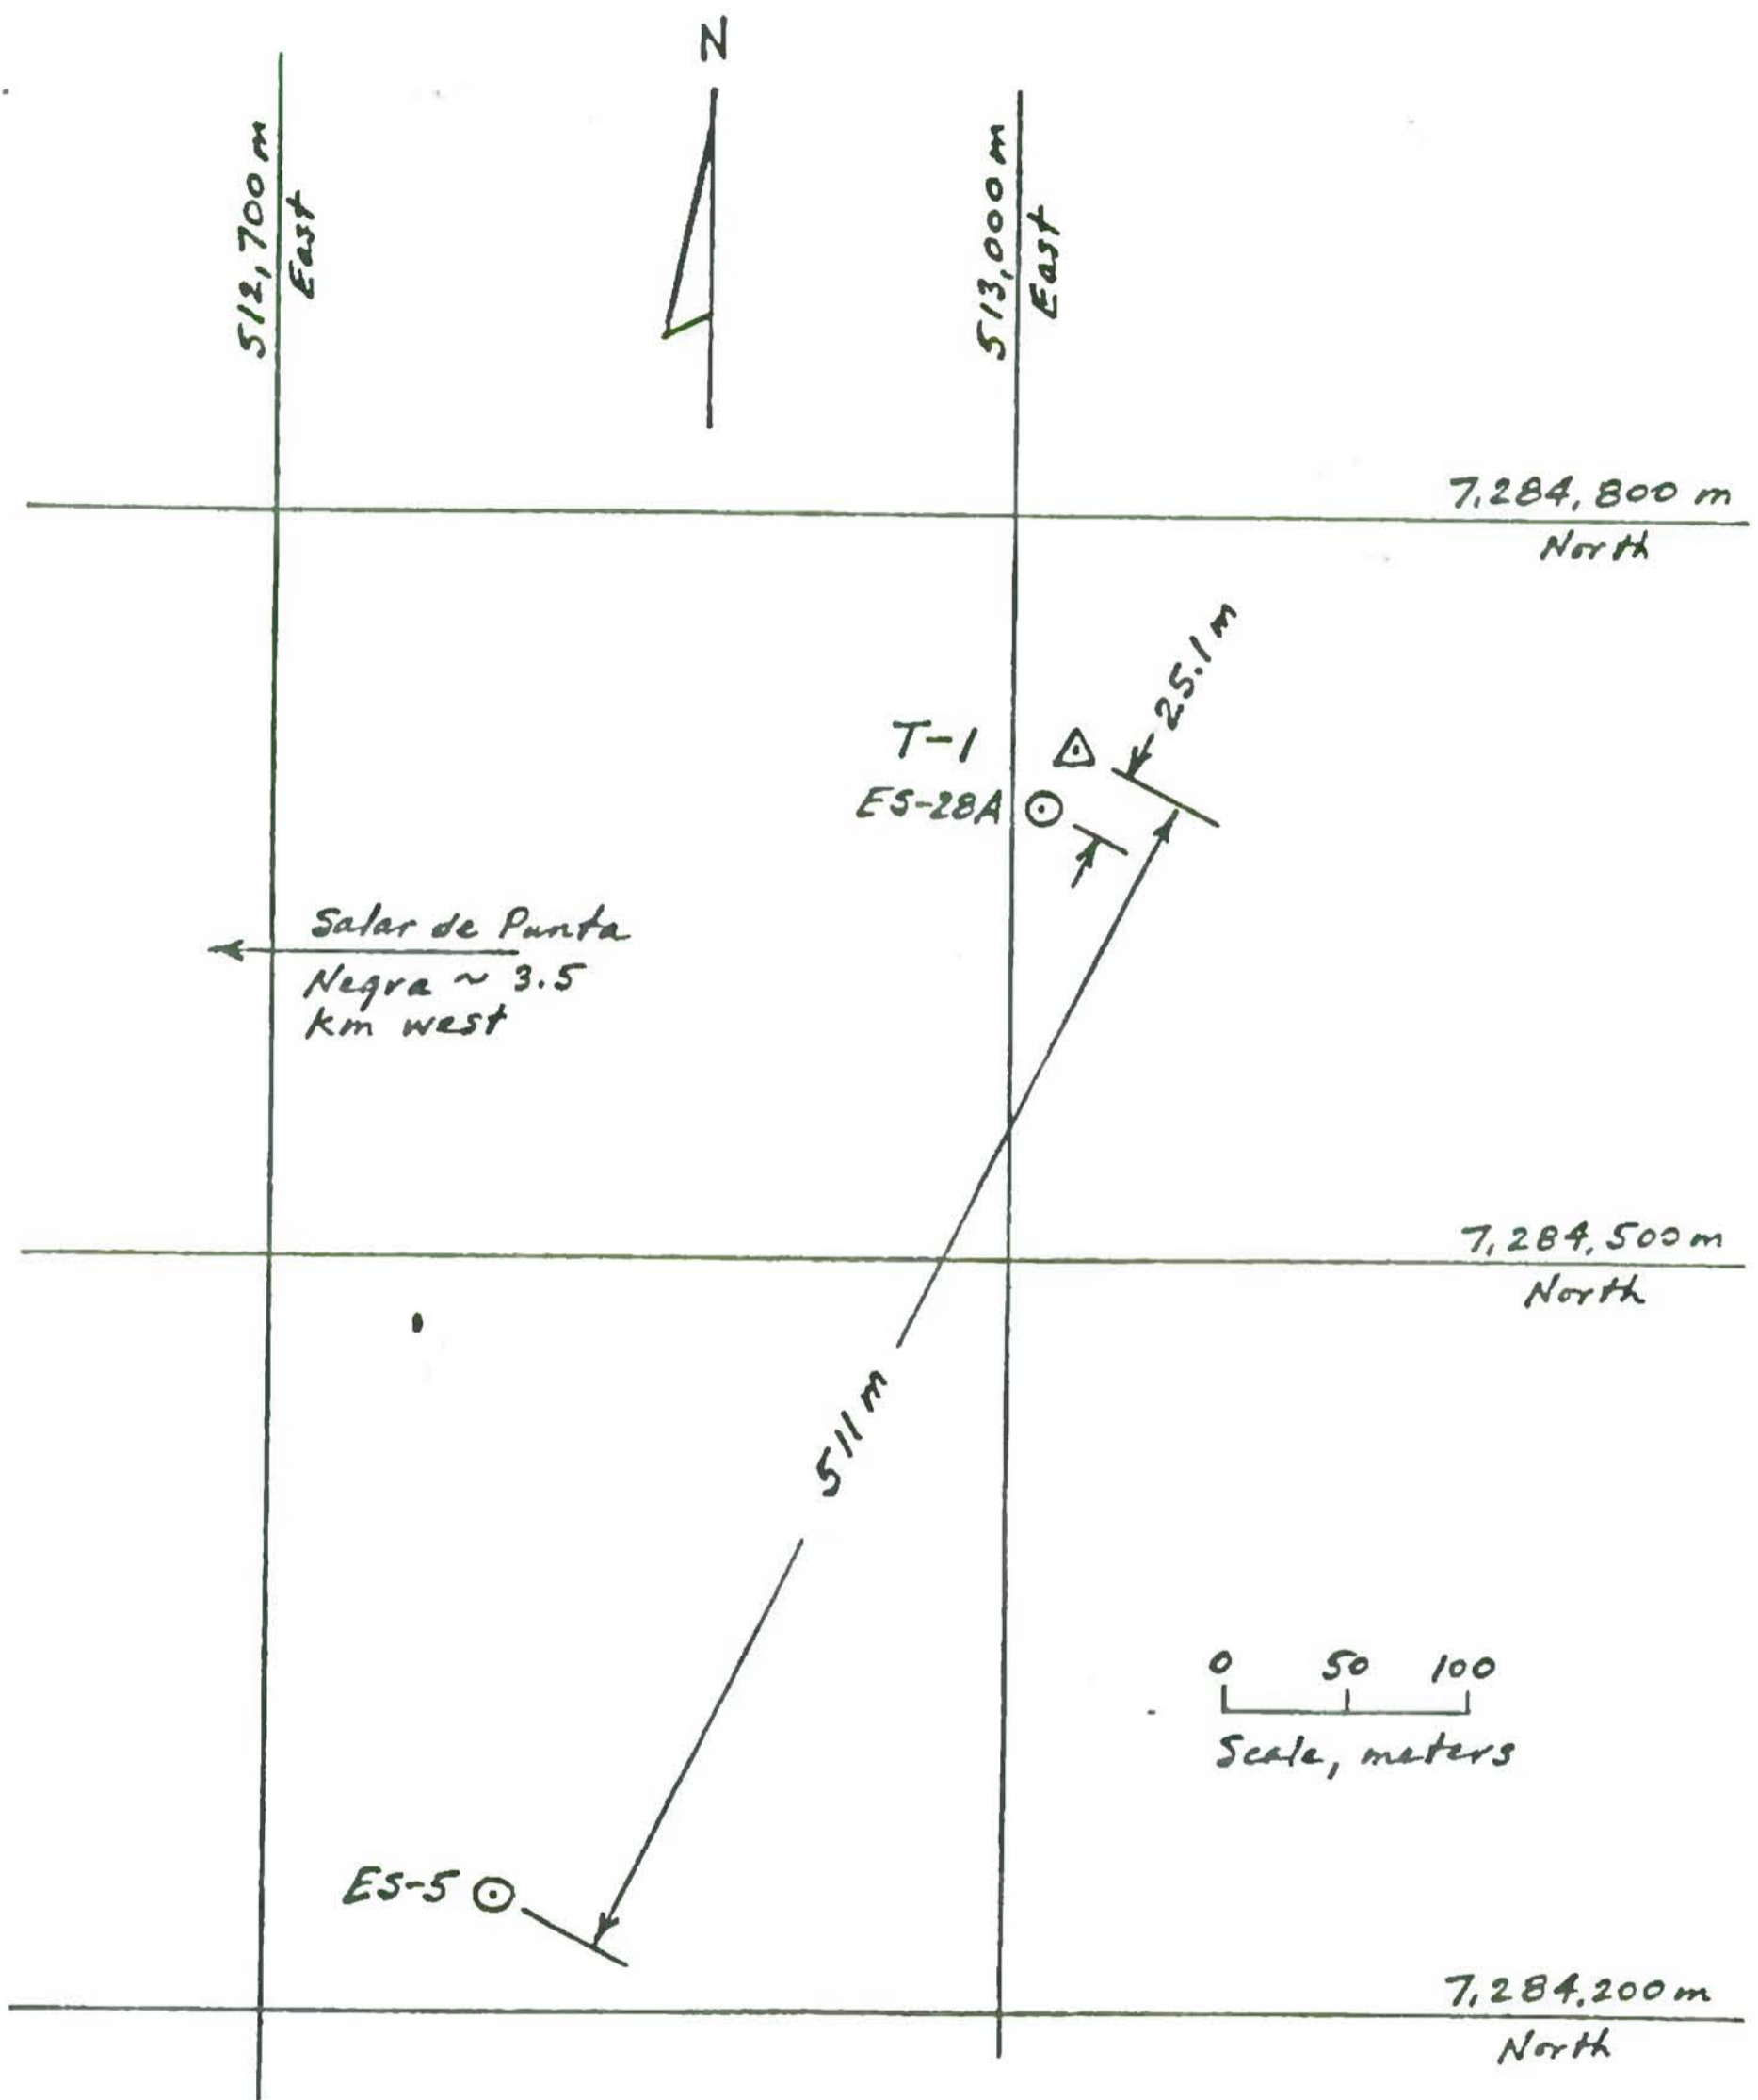 N
512,700 m
East
513,000 m
East
7,284,800 m
North
25.1 m
T-1
ES-28A
Salar de Punta
Negra ~ 3.5
km west
7,284,500 m
North
511 m
0 50 100
Scale, meters
ES-5
7,284,200 m
North